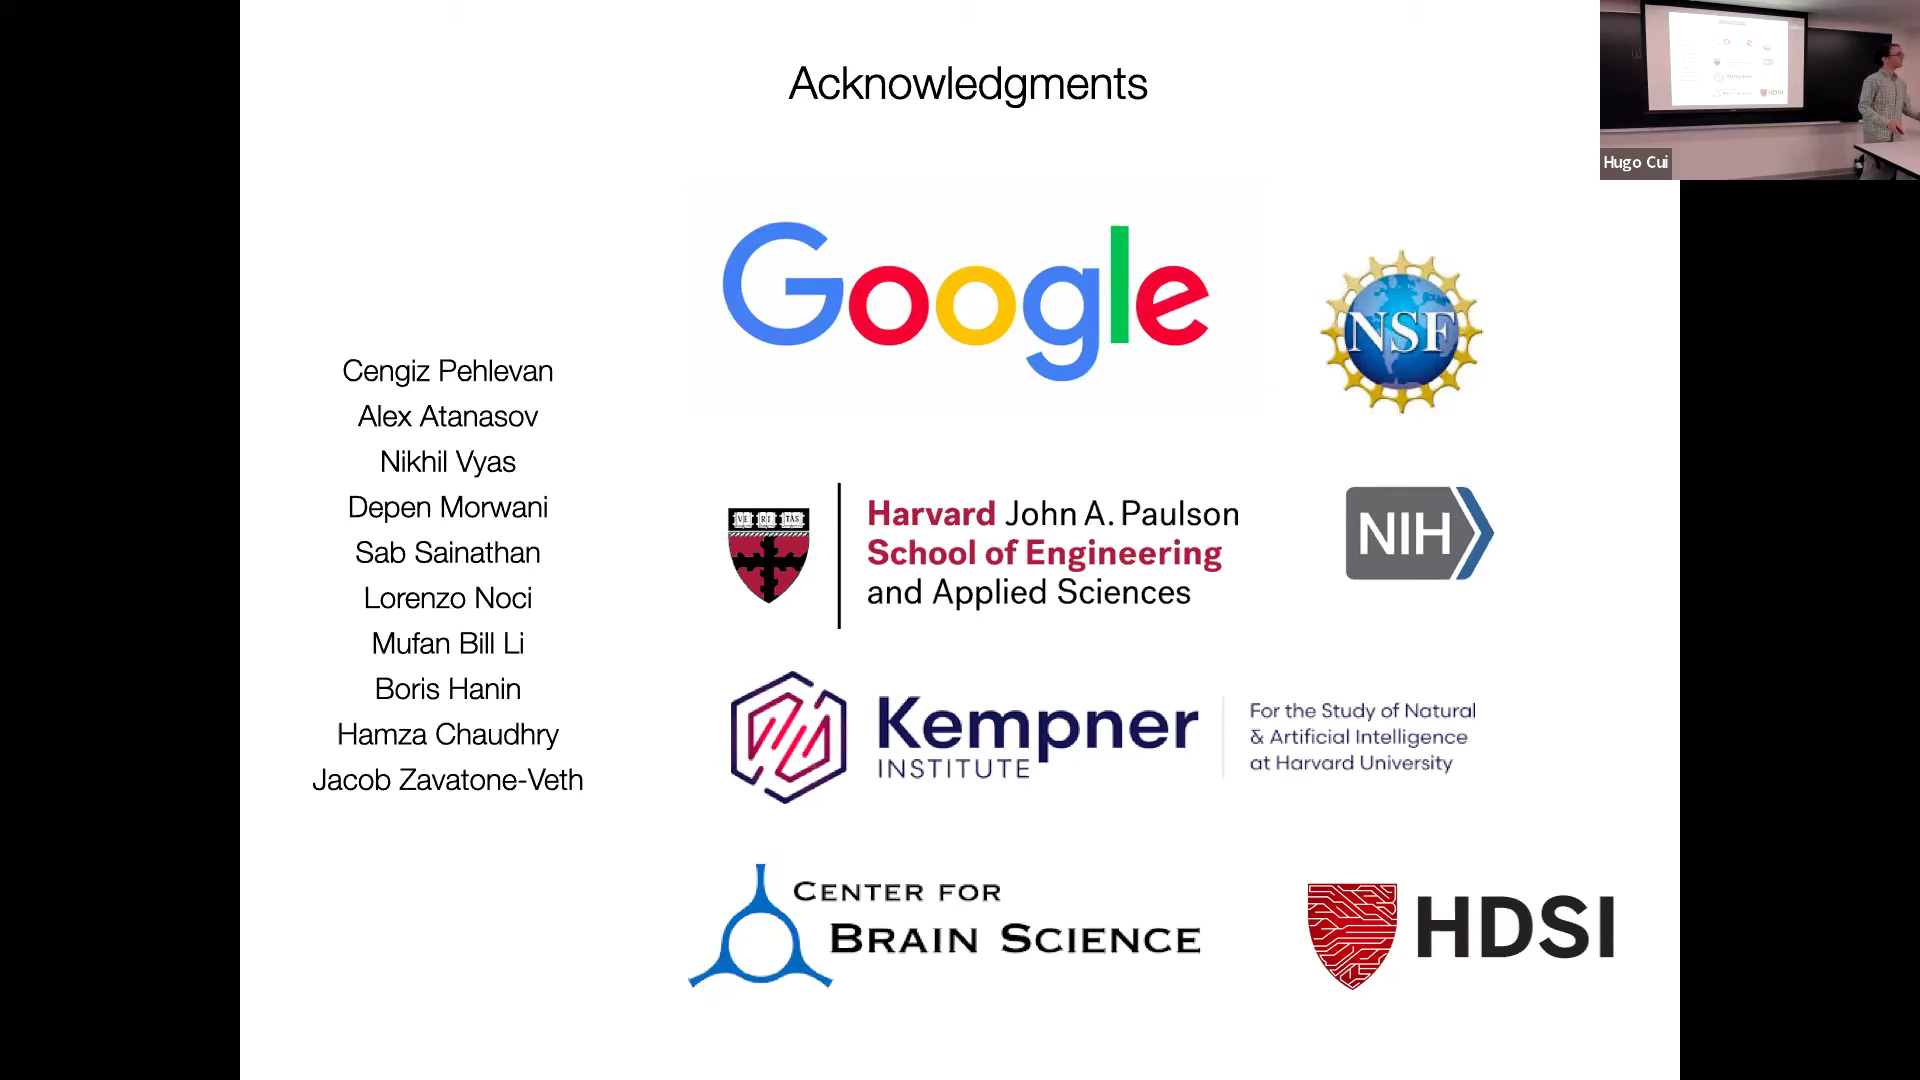 Acknowledgments
Hugo Cui
Google
NSF
Cengiz Pehlevan
Alex Atanasov
Nikhil Vyas
Depen Morwani
Sab Sainathan
Lorenzo Noci
Mufan Bill Li
Boris Hanin
Hamza Chaudhry
Jacob Zavatone-Veth
VE RI TAS
Harvard John A. Paulson
School of Engineering
and Applied Sciences
NIH
Kempner
INSTITUTE
For the Study of Natural
& Artificial Intelligence
at Harvard University
CENTER FOR
BRAIN SCIENCE
HDSI